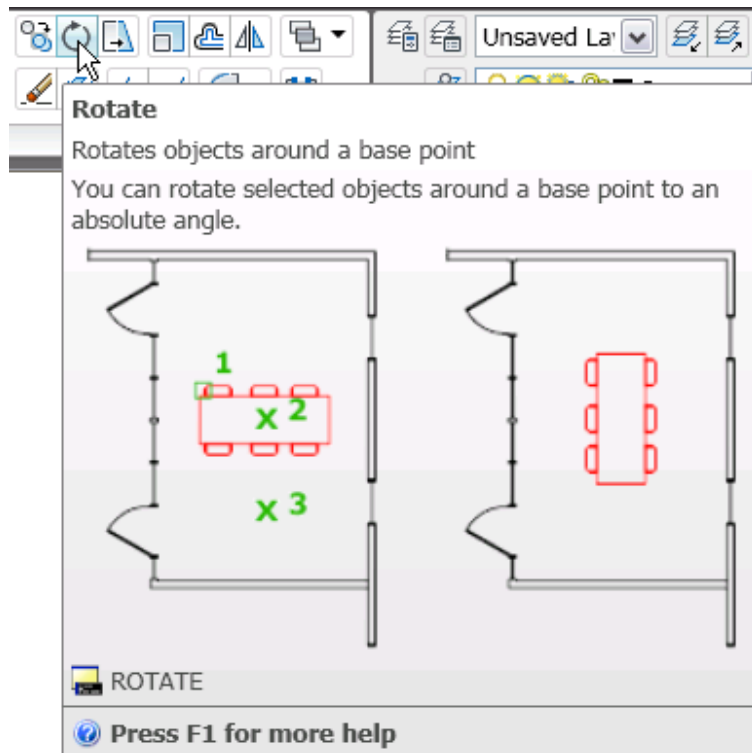 Unsaved La
Rotate
Rotates objects around a base point
You can rotate selected objects around a base point to an
absolute angle.
1
X 2
X 3
ROTATE
Press F1 for more help